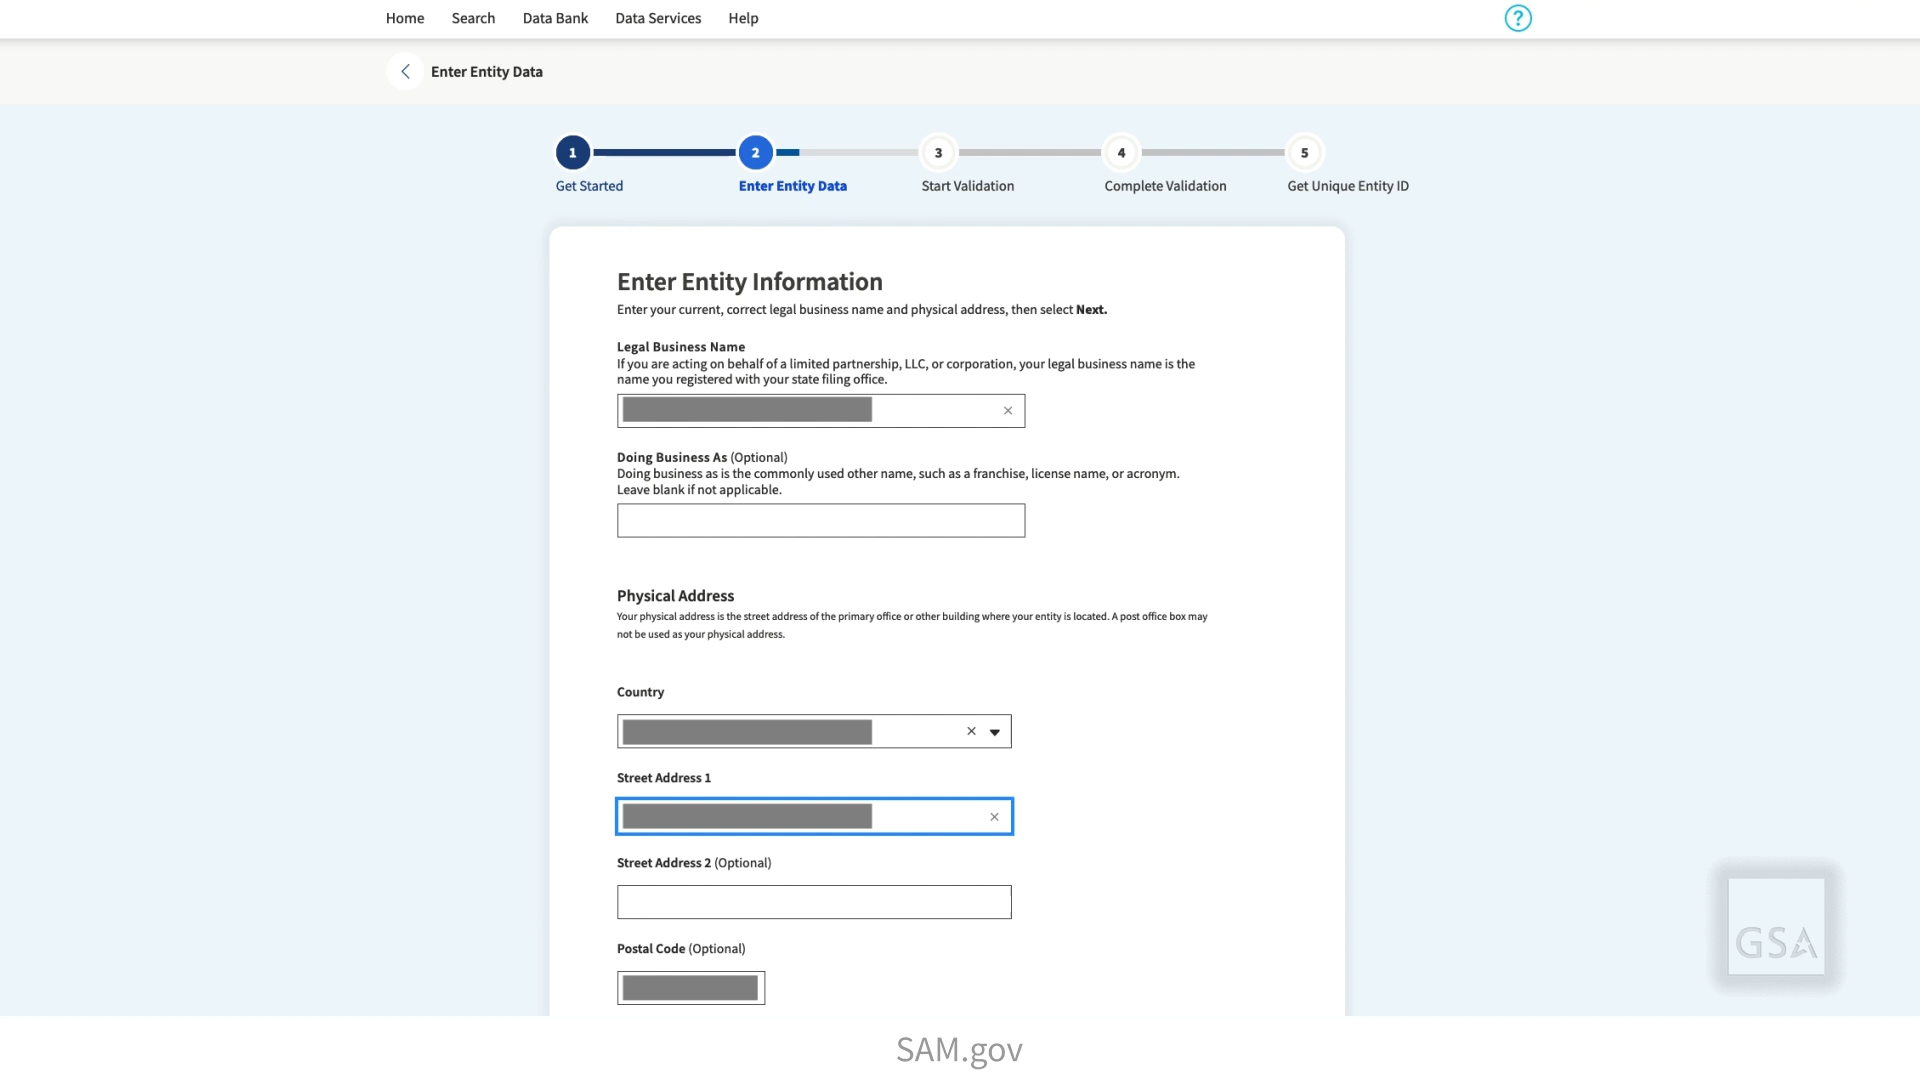 Home Search Data Bank Data Services Help ?
Enter Entity Data
1 2 3 4 5
Get Started Enter Entity Data Start Validation Complete Validation Get Unique Entity ID
Enter Entity Information
Enter your current, correct legal business name and physical address, then select Next.
Legal Business Name
If you are acting on behalf of a limited partnership, LLC, or corporation, your legal business name is the
name you registered with your state filing office.
Doing Business As (Optional)
Doing business as is the commonly used other name, such as a franchise, license name, or acronym.
Leave blank if not applicable.
Physical Address
Your physical address is the street address of the primary office or other building where your entity is located. A post office box may
not be used as your physical address.
Country
Street Address 1
Street Address 2 (Optional)
Postal Code (Optional)
GSA
SAM.gov